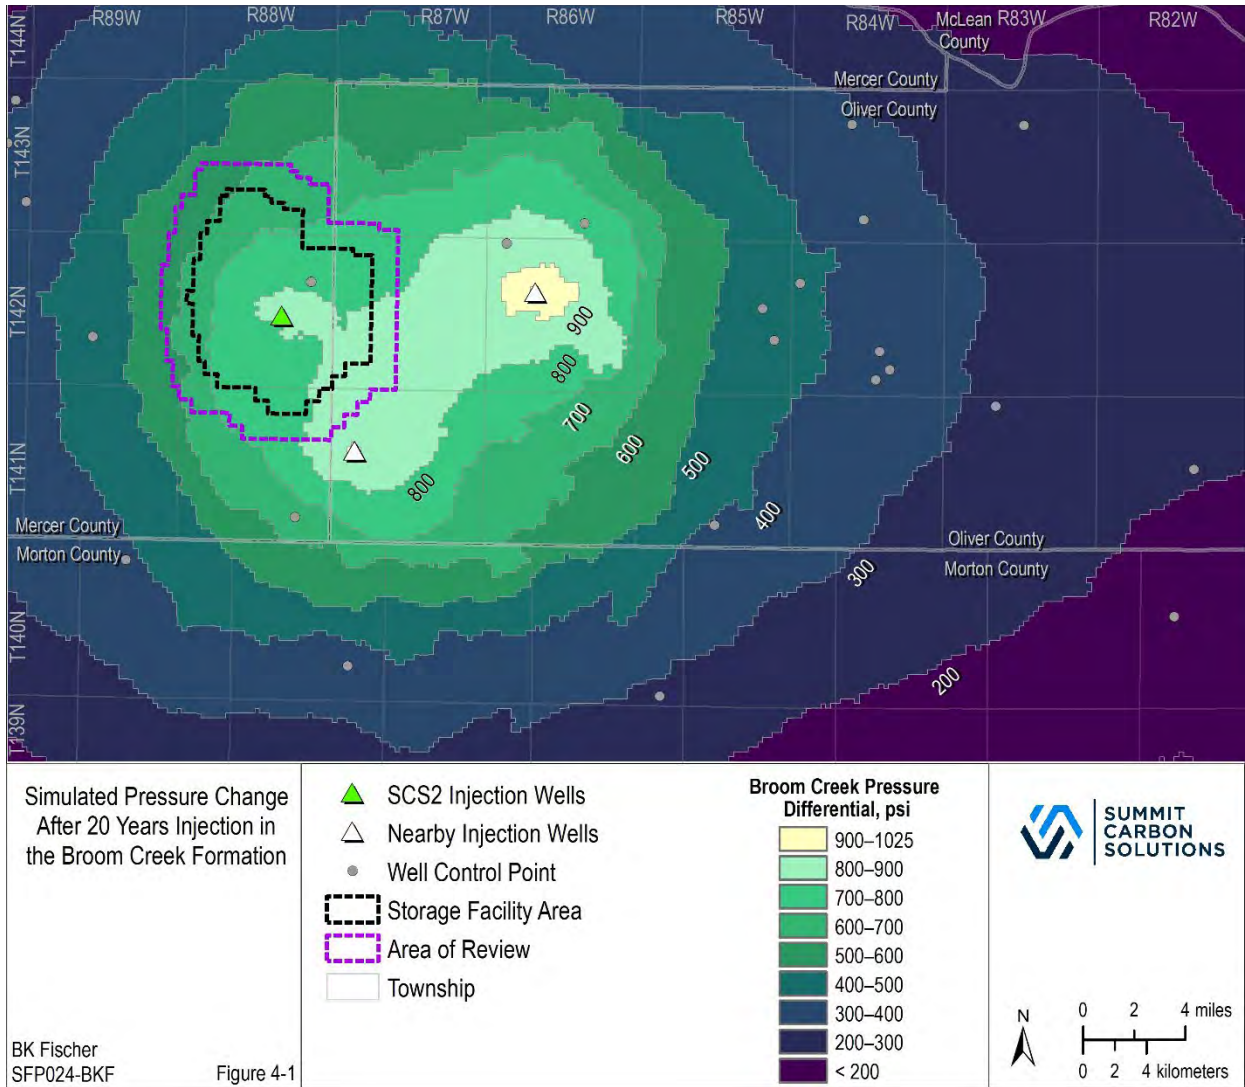 R89W
R88W
R87W
R86W
R85W
R84W
McLean
County
R83W
R82W
T144N
Mercer County
Oliver County
T143N
T142N
900
800
700
600
500
T141N
800
400
Mercer County
Morton County
Oliver County
Morton County
300
T140N
200
T139N
Simulated Pressure Change
After 20 Years Injection in
the Broom Creek Formation
BK Fischer
SFP024-BKF
Figure 4-1
SCS2 Injection Wells
Nearby Injection Wells
Well Control Point
Storage Facility Area
Area of Review
Township
Broom Creek Pressure
Differential, psi
900–1025
800–900
700–800
600–700
500–600
400–500
300–400
200–300
< 200
SUMMIT
CARBON
SOLUTIONS
N
0 2 4 miles
0 2 4 kilometers